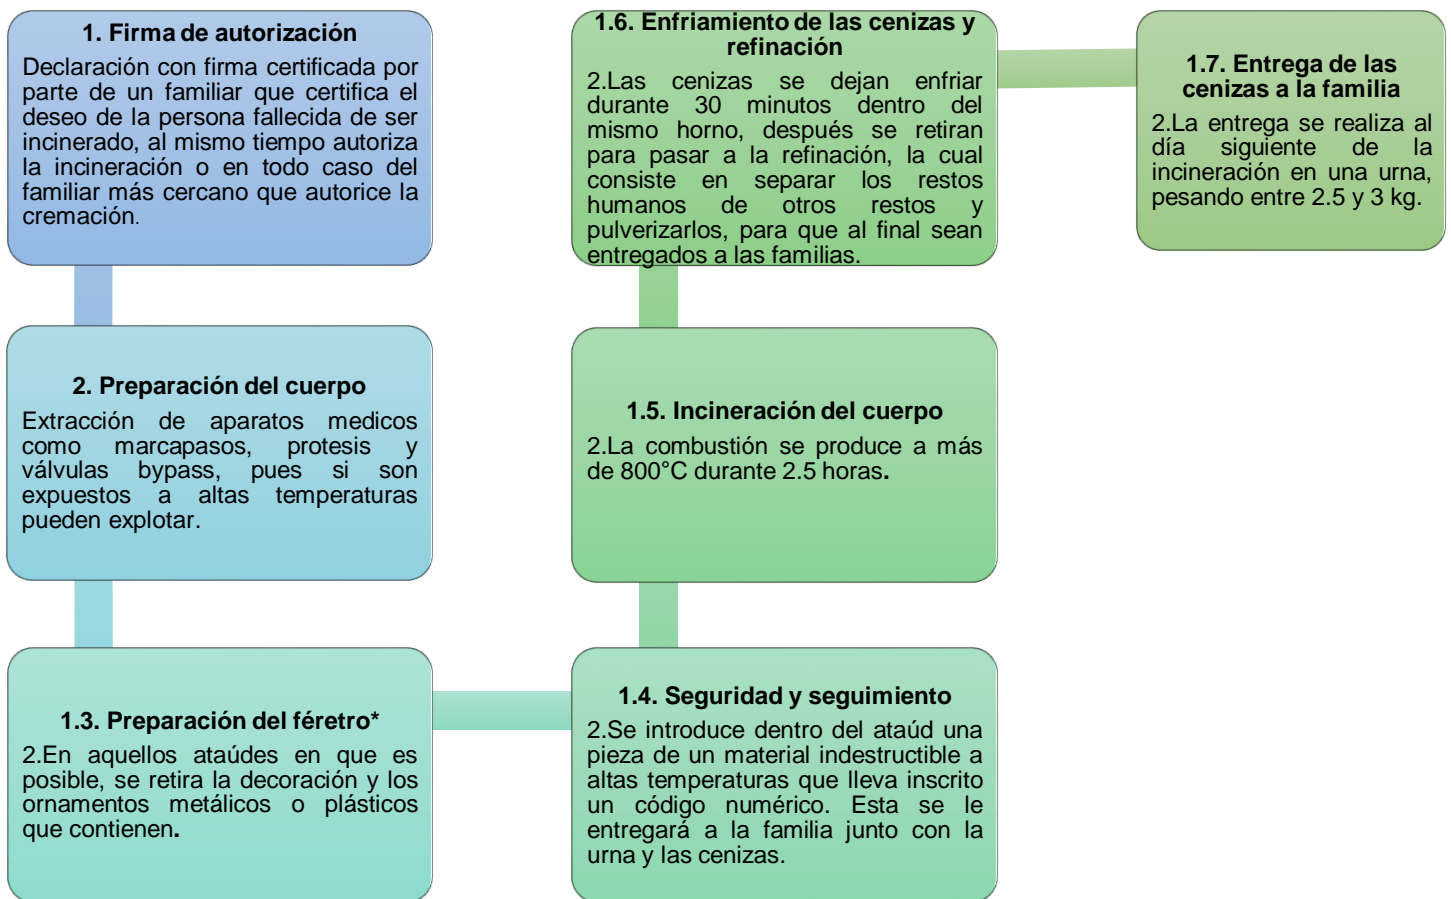 1. Firma de autorización
Declaración con firma certificada por
parte de un familiar que certifica el
deseo de la persona fallecida de ser
incinerado, al mismo tiempo autoriza
la incineración o en todo caso del
familiar más cercano que autorice la
cremación.
2. Preparación del cuerpo
Extracción de aparatos medicos
como marcapasos, protesis y
válvulas bypass, pues si son
expuestos a altas temperaturas
pueden explotar.
1.3. Preparación del féretro*
2.En aquellos ataúdes en que es
posible, se retira la decoración y los
ornamentos metálicos o plásticos
que contienen.
1.4. Seguridad y seguimiento
2.Se introduce dentro del ataúd una
pieza de un material indestructible a
altas temperaturas que lleva inscrito
un código numérico. Esta se le
entregará a la familia junto con la
urna y las cenizas.
1.5. Incineración del cuerpo
2.La combustión se produce a más
de 800°C durante 2.5 horas.
1.6. Enfriamiento de las cenizas y
refinación
2.Las cenizas se dejan enfriar
durante 30 minutos dentro del
mismo horno, después se retiran
para pasar a la refinación, la cual
consiste en separar los restos
humanos de otros restos y
pulverizarlos, para que al final sean
entregados a las familias.
1.7. Entrega de las
cenizas a la familia
2.La entrega se realiza al
día siguiente de la
incineración en una urna,
pesando entre 2.5 y 3 kg.